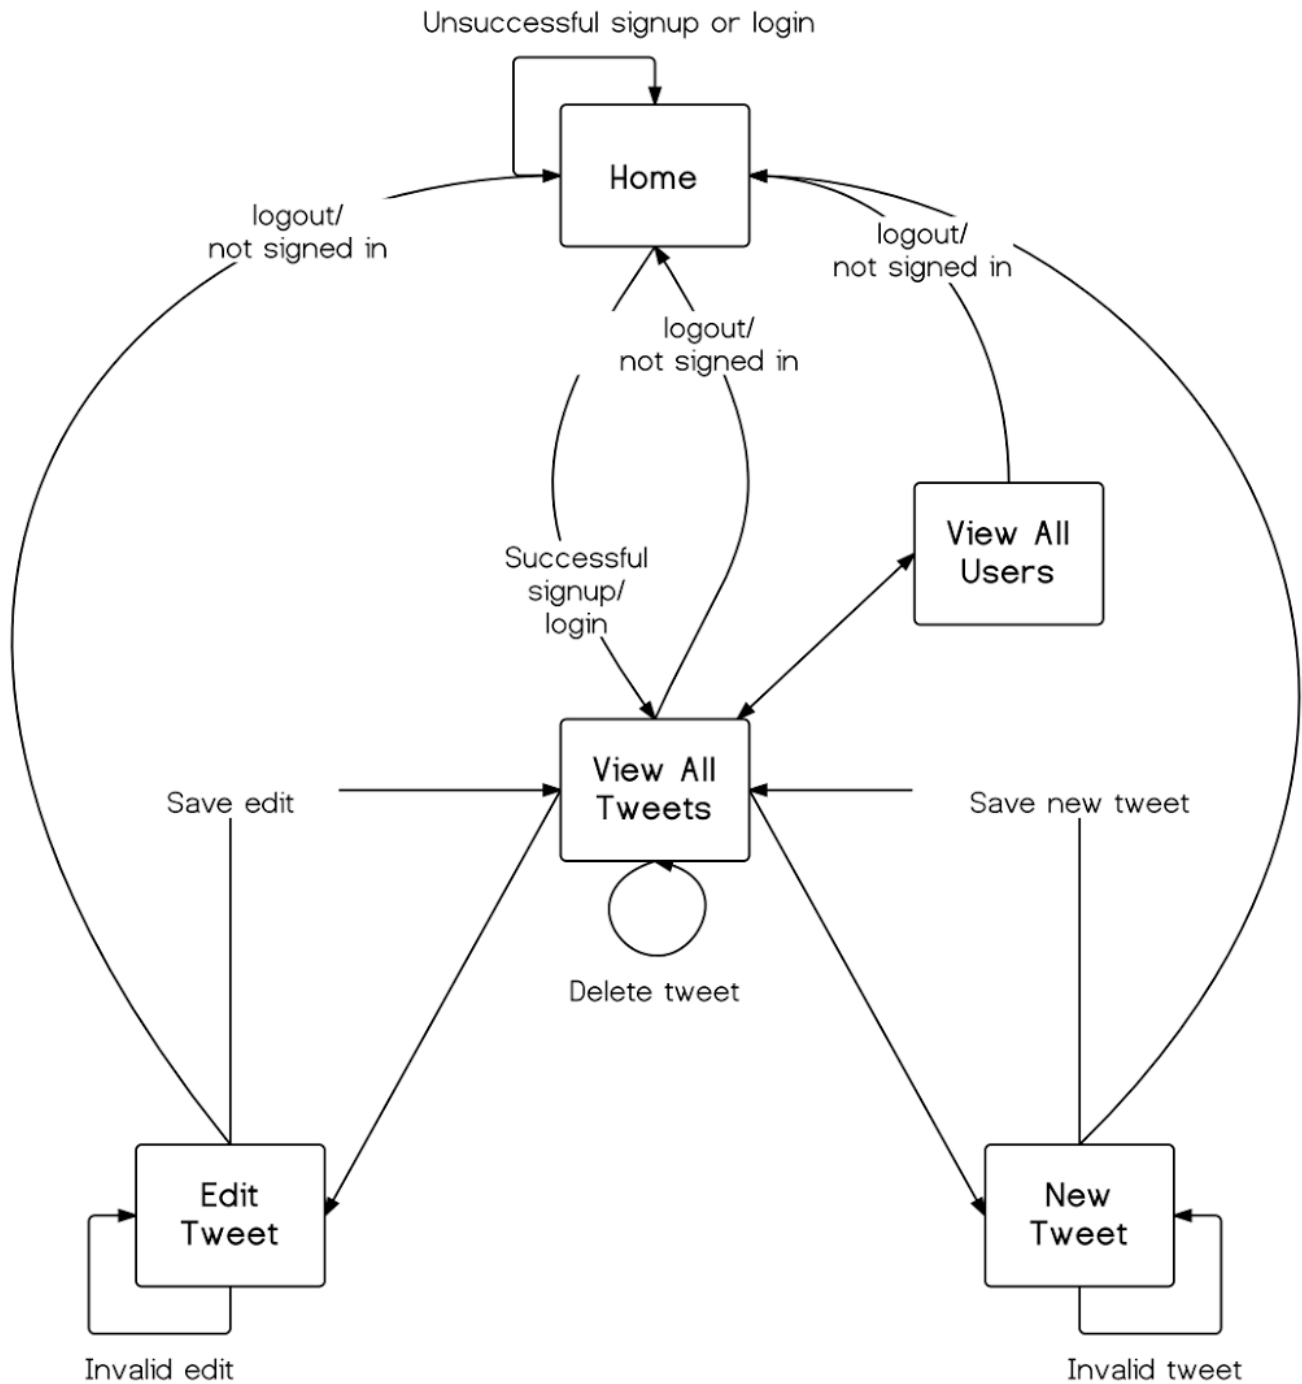 Unsuccessful signup or login
Home
logout/
not signed in
logout/
not signed in
logout/
not signed in
View All
Users
Successful
signup/
login
View All
Tweets
Save edit
Save new tweet
Delete tweet
Edit
Tweet
New
Tweet
Invalid edit
Invalid tweet